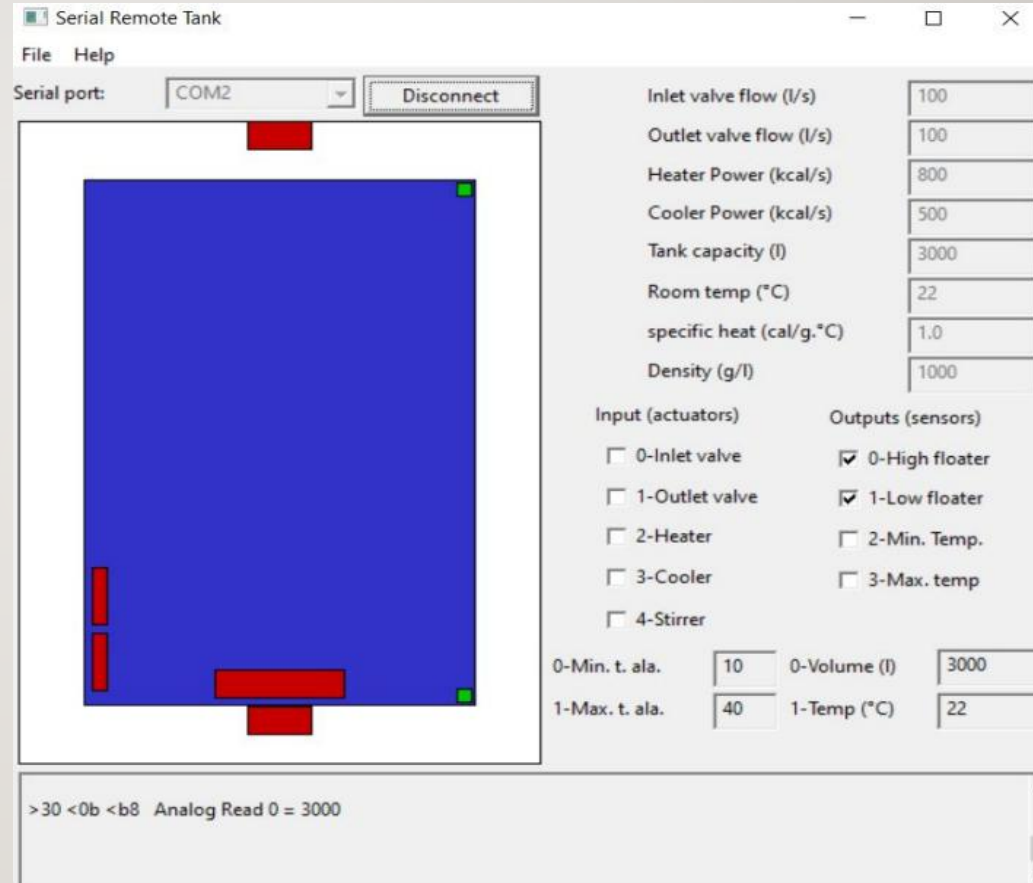 Serial Remote Tank
File Help
Serial port: COM2 Disconnect
Inlet valve flow (l/s) 100
Outlet valve flow (l/s) 100
Heater Power (kcal/s) 800
Cooler Power (kcal/s) 500
Tank capacity (l) 3000
Room temp (°C) 22
specific heat (cal/g.°C) 1.0
Density (g/l) 1000
Input (actuators) Outputs (sensors)
0-Inlet valve 0-High floater
1-Outlet valve 1-Low floater
2-Heater 2-Min. Temp.
3-Cooler 3-Max. temp
4-Stirrer
0-Min. t. ala. 10 0-Volume (l) 3000
1-Max. t. ala. 40 1-Temp (°C) 22
>30 <0b <b8 Analog Read 0 = 3000